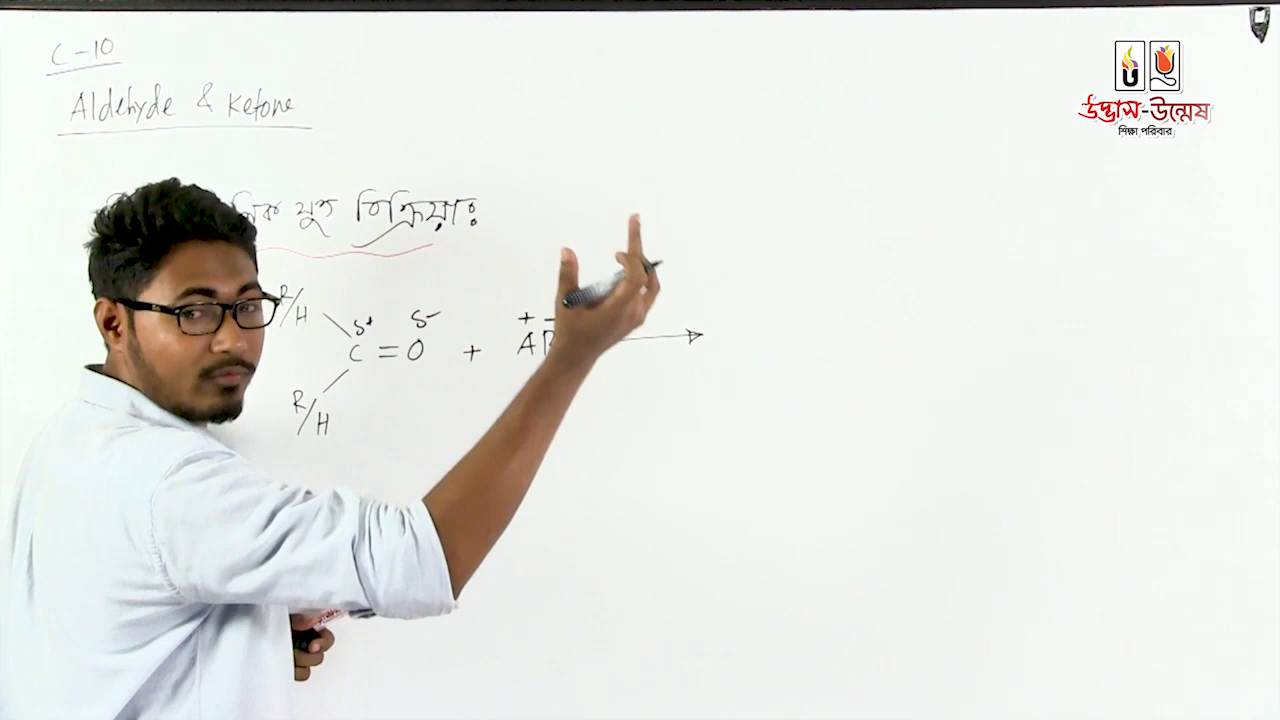 C-10
Aldehyde & Ketone
উদ্ভাস-উন্মেষ
শিক্ষা পরিবার
যুত বিক্রিয়াঃ
R/H
δ+ δ-
C = O + + -
A
R/H